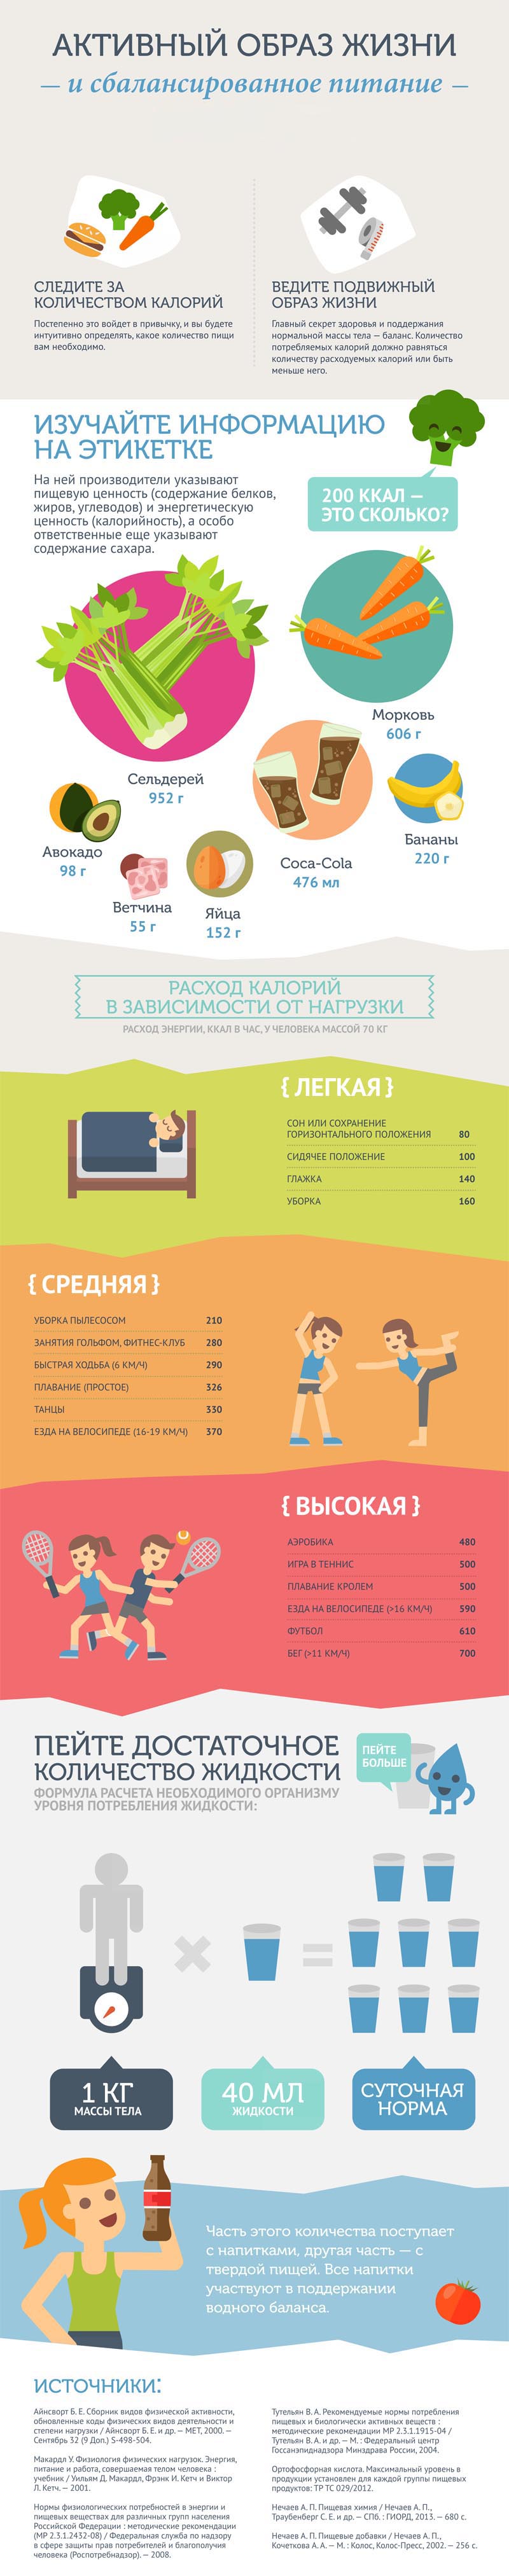 АКТИВНЫЙ ОБРАЗ ЖИЗНИ
— и сбалансированное питание —
СЛЕДИТЕ ЗА
КОЛИЧЕСТВОМ КАЛОРИЙ
Постепенно это войдет в привычку, и вы будете
интуитивно определять, какое количество пищи
вам необходимо.
ВЕДИТЕ ПОДВИЖНЫЙ
ОБРАЗ ЖИЗНИ
Главный секрет здоровья и поддержания
нормальной массы тела — баланс. Количество
потребляемых калорий должно равняться
количеству расходуемых калорий или быть
меньше него.
ИЗУЧАЙТЕ ИНФОРМАЦИЮ
НА ЭТИКЕТКЕ
На ней производители указывают
пищевую ценность (содержание белков,
жиров, углеводов) и энергетическую
ценность (калорийность), а особо
ответственные еще указывают
содержание сахара.
200 ККАЛ —
ЭТО СКОЛЬКО?
Морковь
606 г
Сельдерей
952 г
Бананы
220 г
Авокадо
98 г
Coca-Cola
476 мл
Ветчина
55 г
Яйца
152 г
РАСХОД КАЛОРИЙ
В ЗАВИСИМОСТИ ОТ НАГРУЗКИ
РАСХОД ЭНЕРГИИ, ККАЛ В ЧАС, У ЧЕЛОВЕКА МАССОЙ 70 КГ
{ ЛЕГКАЯ }
СОН ИЛИ СОХРАНЕНИЕ
ГОРИЗОНТАЛЬНОГО ПОЛОЖЕНИЯ 80
СИДЯЧЕЕ ПОЛОЖЕНИЕ 100
ГЛАЖКА 140
УБОРКА 160
{ СРЕДНЯЯ }
УБОРКА ПЫЛЕСОСОМ 210
ЗАНЯТИЯ ГОЛЬФОМ, ФИТНЕС-КЛУБ 280
БЫСТРАЯ ХОДЬБА (6 КМ/Ч) 290
ПЛАВАНИЕ (ПРОСТОЕ) 326
ТАНЦЫ 330
ЕЗДА НА ВЕЛОСИПЕДЕ (16-19 КМ/Ч) 370
{ ВЫСОКАЯ }
АЭРОБИКА 480
ИГРА В ТЕННИС 500
ПЛАВАНИЕ КРОЛЕМ 500
ЕЗДА НА ВЕЛОСИПЕДЕ (>16 КМ/Ч) 590
ФУТБОЛ 610
БЕГ (>11 КМ/Ч) 700
ПЕЙТЕ ДОСТАТОЧНОЕ
КОЛИЧЕСТВО ЖИДКОСТИ
ФОРМУЛА РАСЧЕТА НЕОБХОДИМОГО ОРГАНИЗМУ
УРОВНЯ ПОТРЕБЛЕНИЯ ЖИДКОСТИ:
ПЕЙТЕ
БОЛЬШЕ
1 КГ
МАССЫ ТЕЛА
40 МЛ
ЖИДКОСТИ
СУТОЧНАЯ
НОРМА
Часть этого количества поступает
с напитками, другая часть — с
твердой пищей. Все напитки
участвуют в поддержании
водного баланса.
ИСТОЧНИКИ:
Айнсворт Б. Е. Сборник видов физической активности,
обновленные коды физических видов деятельности и
степени нагрузки / Айнсворт Б. Е. и др. — МЕТ, 2000. —
Сентябрь 32 (9 Доп.) S-498-504.
Макардл У. Физиология физических нагрузок. Энергия,
питание и работа, совершаемая телом человека :
учебник / Уильям Д. Макардл, Фрэнк И. Кетч и Виктор
Л. Кетч. — 2001.
Нормы физиологических потребностей в энергии и
пищевых веществах для различных групп населения
Российской Федерации : методические рекомендации
(МР 2.3.1.2432-08) / Федеральная служба по надзору
в сфере защиты прав потребителей и благополучия
человека (Роспотребнадзор). — 2008.
Тутельян В. А. Рекомендуемые нормы потребления
пищевых и биологически активных веществ :
методические рекомендации МР 2.3.1.1915-04 /
Тутельян В. А. и др. — М. : Федеральный центр
Госсанэпиднадзора Минздрава России, 2004.
Ортофосфорная кислота. Максимальный уровень в
продукции установлен для каждой группы пищевых
продуктов: ТР ТС 029/2012.
Нечаев А. П. Пищевая химия / Нечаев А. П.,
Траубенберг С. Е. и др. — СПб. : ГИОРД, 2013. — 680 с.
Нечаев А. П. Пищевые добавки / Нечаев А. П.,
Кочеткова А. А. — М. : Колос, Колос-Пресс, 2002. — 256 с.